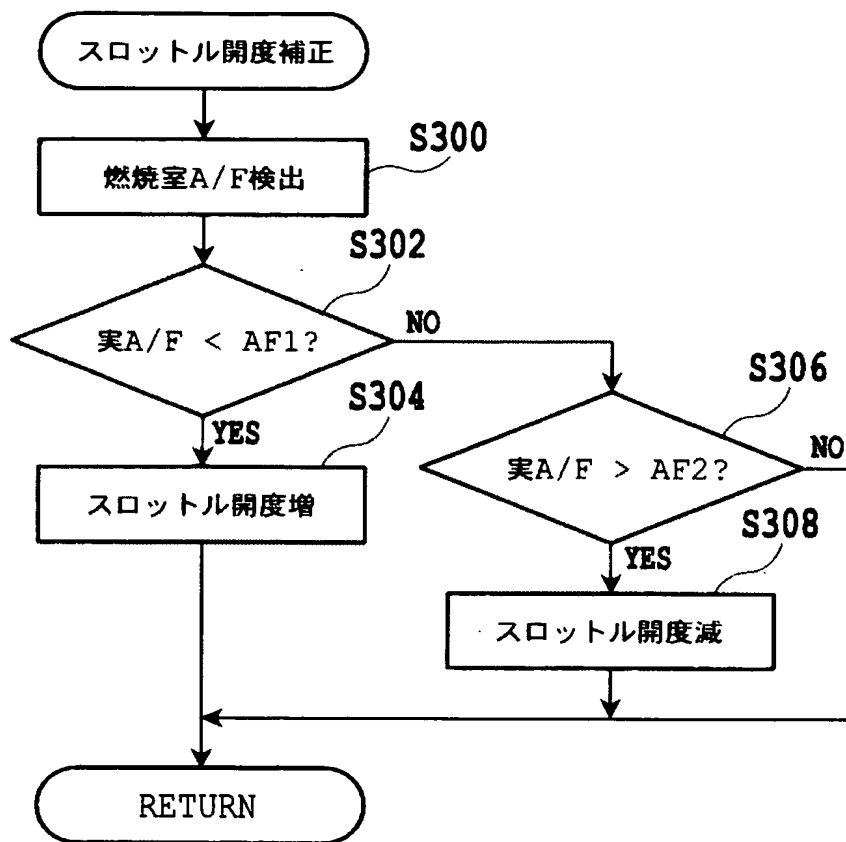 スロットル開度補正
S300
燃焼室A/F検出
S302
実A/F < AF1?
NO
S304
YES
スロットル開度増
S306
実A/F > AF2?
NO
S308
YES
スロットル開度減
RETURN